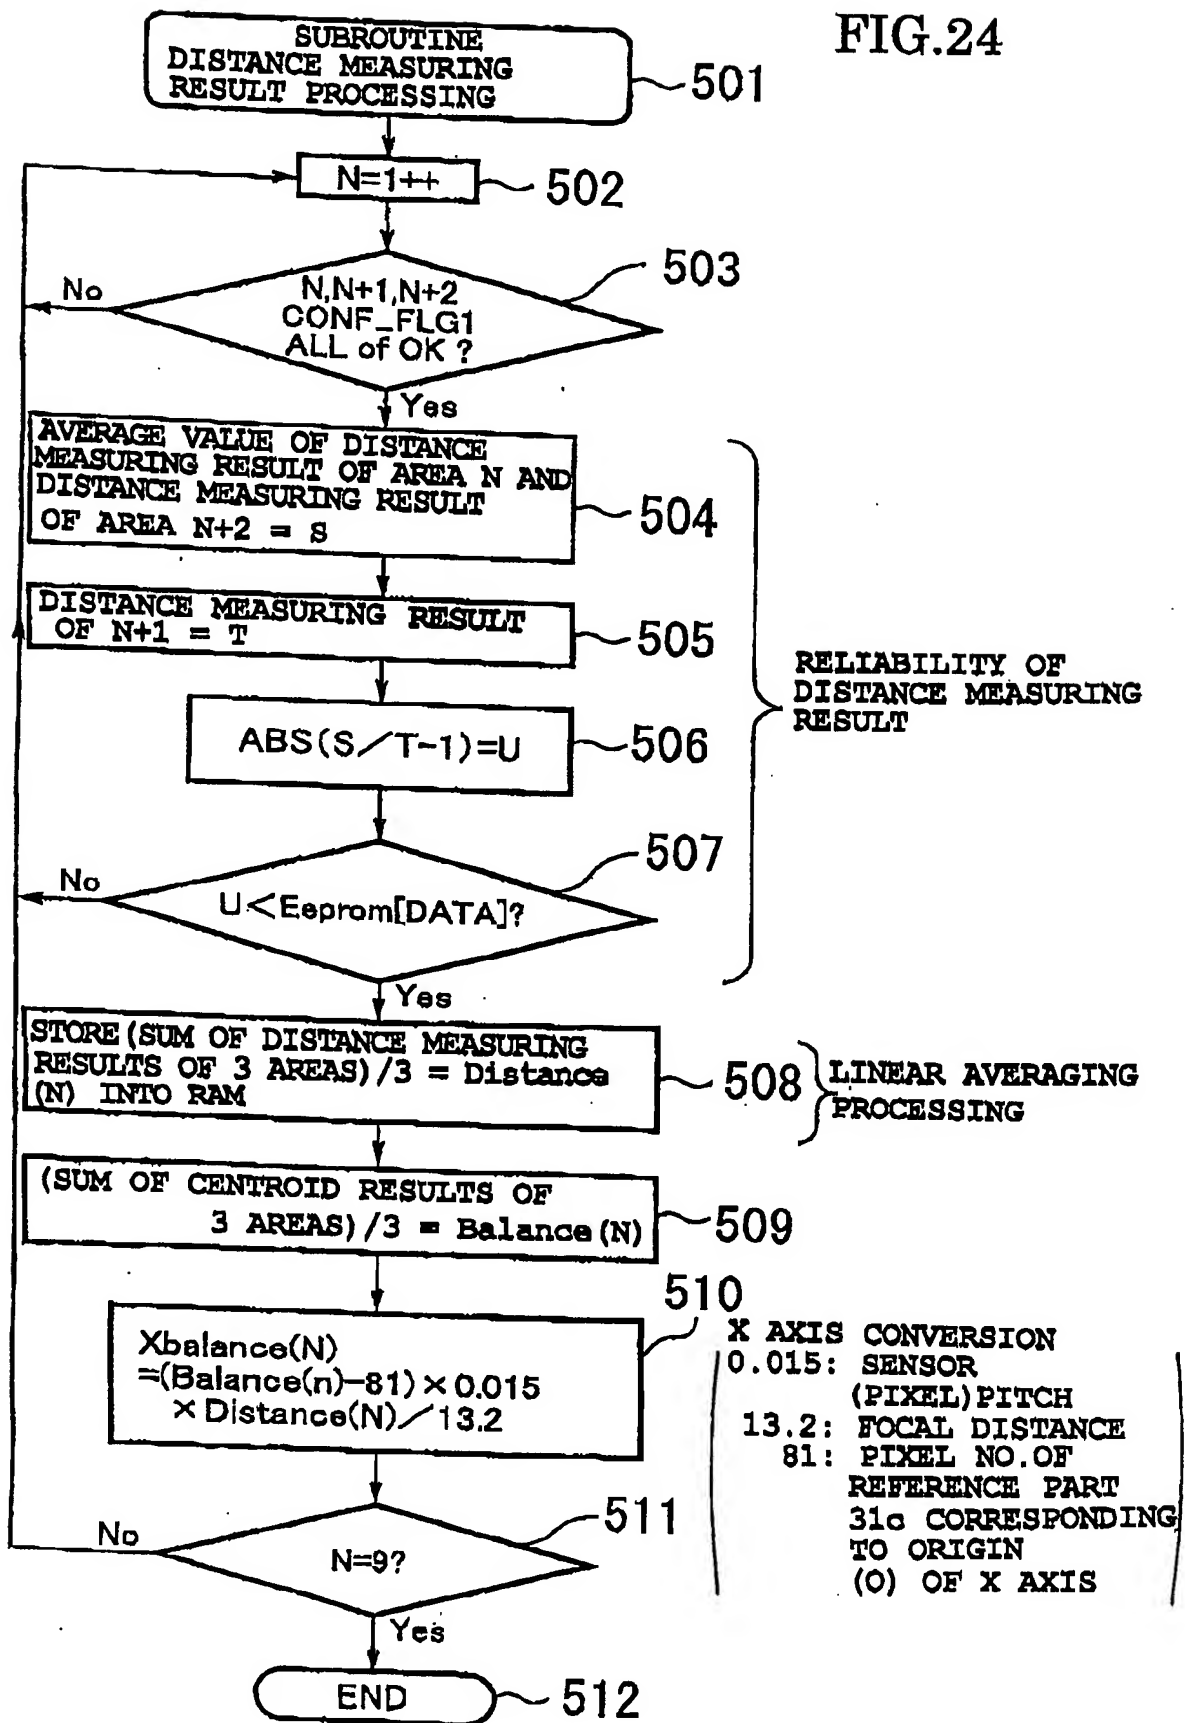 FIG.24
SUBROUTINE
DISTANCE MEASURING
RESULT PROCESSING
501
N=1++
502
503
N,N+1,N+2
CONF_FLG1
ALL of OK ?
No
Yes
AVERAGE VALUE OF DISTANCE
MEASURING RESULT OF AREA N AND
DISTANCE MEASURING RESULT
OF AREA N+2 = S
504
DISTANCE MEASURING RESULT
OF N+1 = T
505
ABS(S/T-1)=U
506
RELIABILITY OF
DISTANCE MEASURING
RESULT
507
U<Eeprom[DATA]?
No
Yes
STORE (SUM OF DISTANCE MEASURING
RESULTS OF 3 AREAS)/3 = Distance
(N) INTO RAM
508
LINEAR AVERAGING
PROCESSING
(SUM OF CENTROID RESULTS OF
3 AREAS)/3 = Balance(N)
509
510
Xbalance(N)
=(Balance(n)-81)×0.015
×Distance(N)/13.2
X AXIS CONVERSION
0.015: SENSOR
(PIXEL)PITCH
13.2: FOCAL DISTANCE
81: PIXEL NO.OF
REFERENCE PART
31c CORRESPONDING
TO ORIGIN
(0) OF X AXIS
511
N=9?
No
Yes
END
512